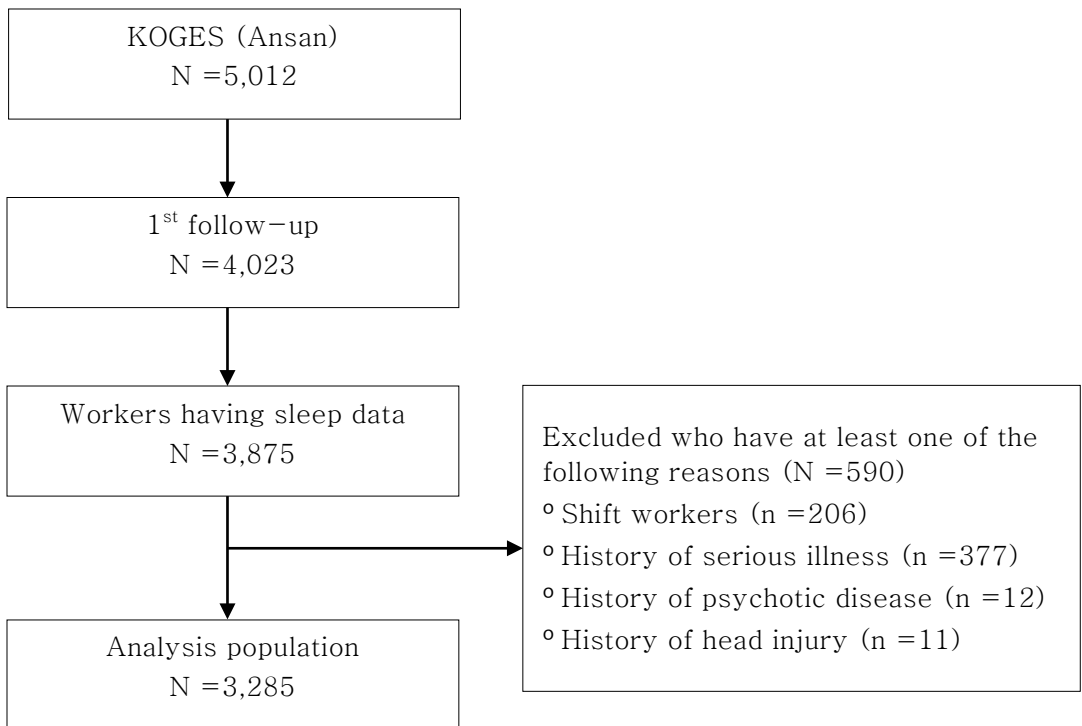 KOGES (Ansan)
N =5,012
1st follow-up
N =4,023
Workers having sleep data
N =3,875
Excluded who have at least one of the
following reasons (N =590)
º Shift workers (n =206)
º History of serious illness (n =377)
º History of psychotic disease (n =12)
º History of head injury (n =11)
Analysis population
N =3,285